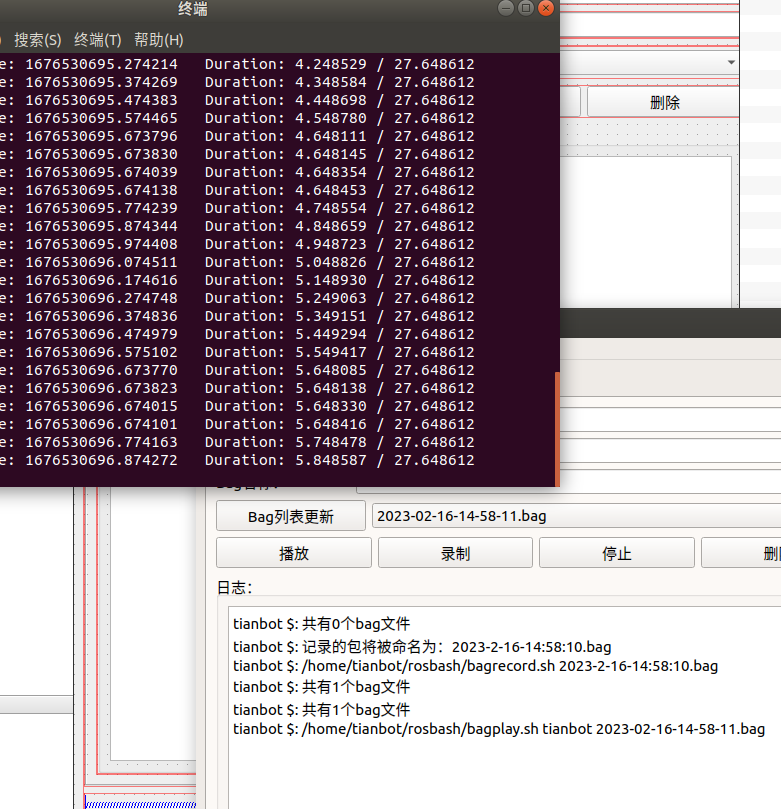 终端
搜索(S) 终端(T) 帮助(H)
e: 1676530695.274214 Duration: 4.248529 / 27.648612
e: 1676530695.374269 Duration: 4.348584 / 27.648612
e: 1676530695.474383 Duration: 4.448698 / 27.648612
e: 1676530695.574465 Duration: 4.548780 / 27.648612
e: 1676530695.673796 Duration: 4.648111 / 27.648612
e: 1676530695.673830 Duration: 4.648145 / 27.648612
e: 1676530695.674039 Duration: 4.648354 / 27.648612
e: 1676530695.674138 Duration: 4.648453 / 27.648612
e: 1676530695.774239 Duration: 4.748554 / 27.648612
e: 1676530695.874344 Duration: 4.848659 / 27.648612
e: 1676530695.974408 Duration: 4.948723 / 27.648612
e: 1676530696.074511 Duration: 5.048826 / 27.648612
e: 1676530696.174616 Duration: 5.148930 / 27.648612
e: 1676530696.274748 Duration: 5.249063 / 27.648612
e: 1676530696.374836 Duration: 5.349151 / 27.648612
e: 1676530696.474979 Duration: 5.449294 / 27.648612
e: 1676530696.575102 Duration: 5.549417 / 27.648612
e: 1676530696.673770 Duration: 5.648085 / 27.648612
e: 1676530696.673823 Duration: 5.648138 / 27.648612
e: 1676530696.674015 Duration: 5.648330 / 27.648612
e: 1676530696.674101 Duration: 5.648416 / 27.648612
e: 1676530696.774163 Duration: 5.748478 / 27.648612
e: 1676530696.874272 Duration: 5.848587 / 27.648612
删除
Bag列表更新 2023-02-16-14-58-11.bag
播放 录制 停止
日志：
tianbot $: 共有0个bag文件
tianbot $: 记录的包将被命名为：2023-2-16-14:58:10.bag
tianbot $: /home/tianbot/rosbash/bagrecord.sh 2023-2-16-14:58:10.bag
tianbot $: 共有1个bag文件
tianbot $: 共有1个bag文件
tianbot $: /home/tianbot/rosbash/bagplay.sh tianbot 2023-02-16-14-58-11.bag